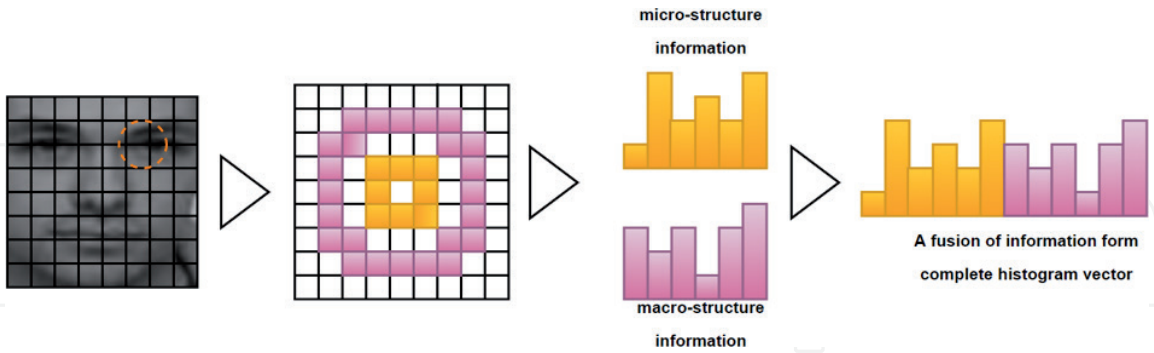 micro-structure
information
macro-structure
information
A fusion of information form
complete histogram vector